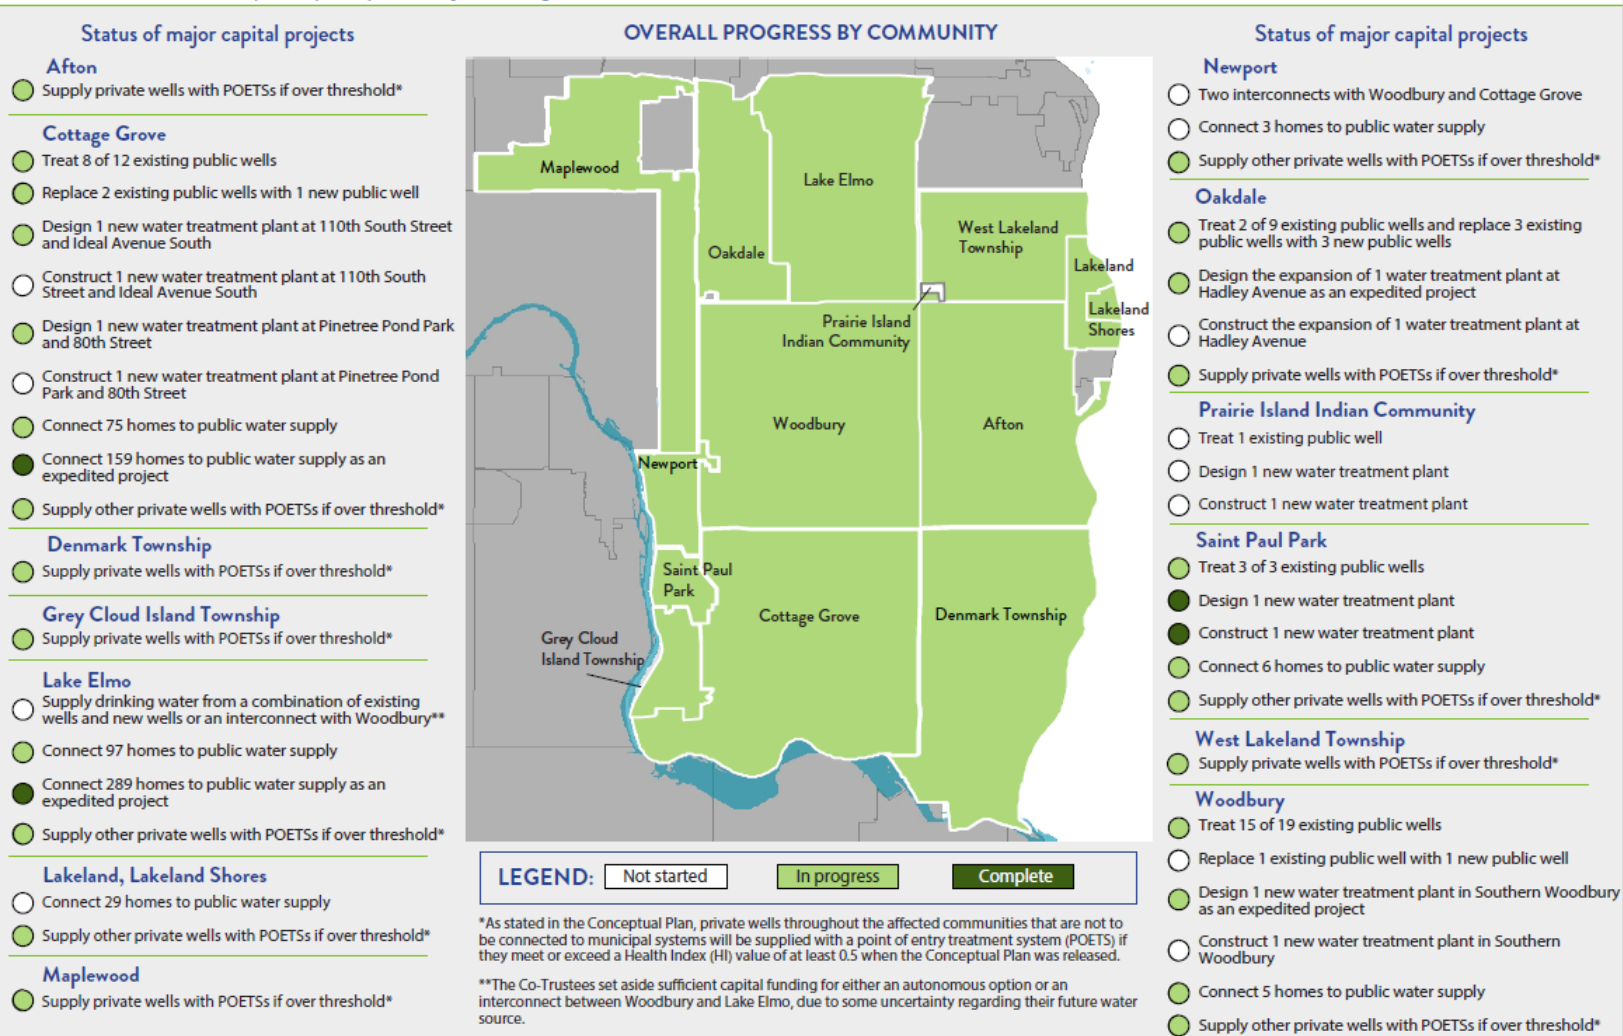 Status of major capital projects
Afton
Supply private wells with POETSs if over threshold*
Cottage Grove
Treat 8 of 12 existing public wells
Replace 2 existing public wells with 1 new public well
Design 1 new water treatment plant at 110th South Street
and Ideal Avenue South
Construct 1 new water treatment plant at 110th South
Street and Ideal Avenue South
Design 1 new water treatment plant at Pinetree Pond Park
and 80th Street
Construct 1 new water treatment plant at Pinetree Pond
Park and 80th Street
Connect 75 homes to public water supply
Connect 159 homes to public water supply as an
expedited project
Supply other private wells with POETSs if over threshold*
Denmark Township
Supply private wells with POETSs if over threshold*
Grey Cloud Island Township
Supply private wells with POETSs if over threshold*
Lake Elmo
Supply drinking water from a combination of existing
wells and new wells or an interconnect with Woodbury**
Connect 97 homes to public water supply
Connect 289 homes to public water supply as an
expedited project
Supply other private wells with POETSs if over threshold*
Lakeland, Lakeland Shores
Connect 29 homes to public water supply
Supply other private wells with POETSs if over threshold*
Maplewood
Supply private wells with POETSs if over threshold*
OVERALL PROGRESS BY COMMUNITY
Maplewood
Lake Elmo
Oakdale
West Lakeland
Township
Lakeland
Lakeland
Shores
Prairie Island
Indian Community
Woodbury
Afton
Newport
Saint Paul
Park
Cottage Grove
Denmark Township
Grey Cloud
Island Township
LEGEND:
Not started
In progress
Complete
*As stated in the Conceptual Plan, private wells throughout the affected communities that are not to
be connected to municipal systems will be supplied with a point of entry treatment system (POETS) if
they meet or exceed a Health Index (HI) value of at least 0.5 when the Conceptual Plan was released.
**The Co-Trustees set aside sufficient capital funding for either an autonomous option or an
interconnect between Woodbury and Lake Elmo, due to some uncertainty regarding their future water
source.
Status of major capital projects
Newport
Two interconnects with Woodbury and Cottage Grove
Connect 3 homes to public water supply
Supply other private wells with POETSs if over threshold*
Oakdale
Treat 2 of 9 existing public wells and replace 3 existing
public wells with 3 new public wells
Design the expansion of 1 water treatment plant at
Hadley Avenue as an expedited project
Construct the expansion of 1 water treatment plant at
Hadley Avenue
Supply private wells with POETSs if over threshold*
Prairie Island Indian Community
Treat 1 existing public well
Design 1 new water treatment plant
Construct 1 new water treatment plant
Saint Paul Park
Treat 3 of 3 existing public wells
Design 1 new water treatment plant
Construct 1 new water treatment plant
Connect 6 homes to public water supply
Supply other private wells with POETSs if over threshold*
West Lakeland Township
Supply private wells with POETSs if over threshold*
Woodbury
Treat 15 of 19 existing public wells
Replace 1 existing public well with 1 new public well
Design 1 new water treatment plant in Southern Woodbury
as an expedited project
Construct 1 new water treatment plant in Southern
Woodbury
Connect 5 homes to public water supply
Supply other private wells with POETSs if over threshold*